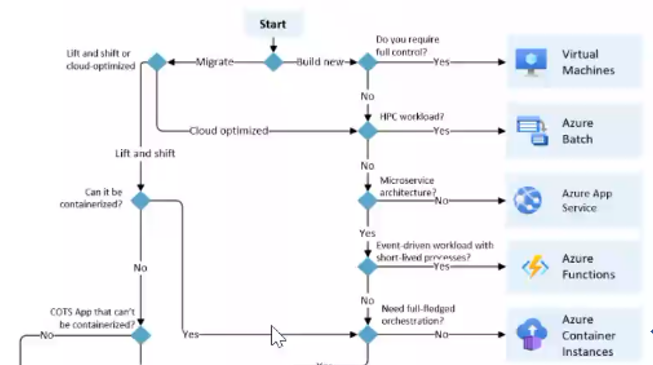 Start
Do you require
full control?
Lift and shift or
cloud-optimized
Migrate
Build new
Yes
Virtual
Machines
No
HPC workload?
Cloud optimized
Yes
Azure
Batch
Lift and shift
No
Microservice
architecture?
Can it be
containerized?
No
Azure App
Service
Yes
Event-driven workload with
short-lived processes?
Yes
Azure
Functions
No
No
Need full-fledged
orchestration?
COTS App that can't
be containerized?
No
Yes
No
Azure
Container
Instances